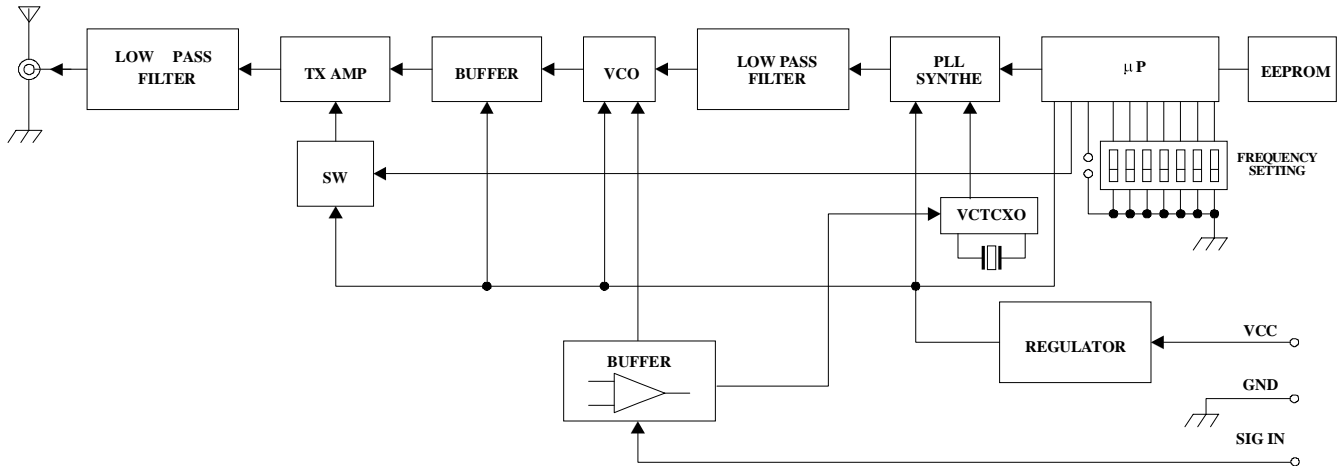 LOW PASS
FILTER
TX AMP
BUFFER
VCO
LOW PASS
FILTER
PLL
SYNTHE
μP
EEPROM
SW
FREQUENCY
SETTING
VCTCXO
BUFFER
REGULATOR
VCC
GND
SIG IN